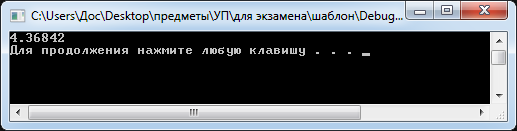 C:\Users\Дос\Desktop\предметы\УП\для экзамена\шаблон\Debug...
4.36842
Для продолжения нажмите любую клавишу . . .